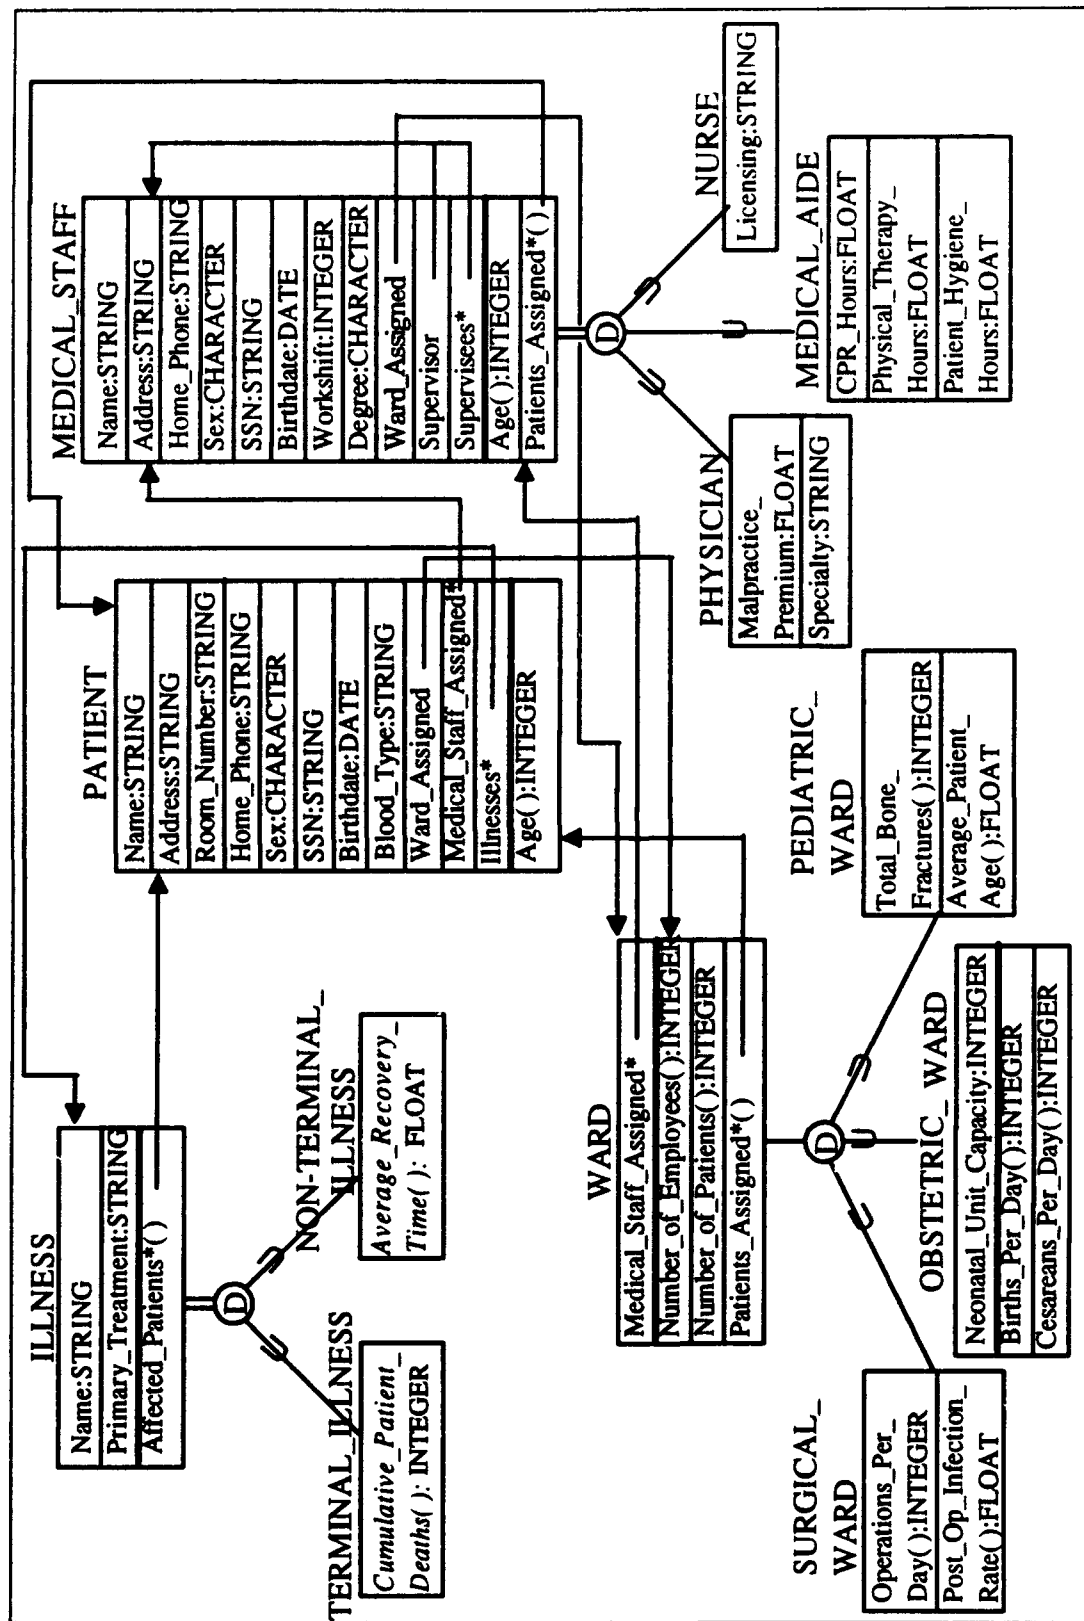 ILLNESS
Name:STRING
Primary_Treatment:STRING
Affected_Patients*( )
D
TERMINAL_ILLNESS
Cumulative_Patient_
Deaths( ): INTEGER
NON-TERMINAL_
ILLNESS
Average_Recovery_
Time( ): FLOAT
PATIENT
Name:STRING
Address:STRING
Room_Number:STRING
Home_Phone:STRING
Sex:CHARACTER
SSN:STRING
Birthdate:DATE
Blood_Type:STRING
Ward_Assigned
Medical_Staff_Assigned*
Illnesses*
Age( ):INTEGER
MEDICAL_STAFF
Name:STRING
Address:STRING
Home_Phone:STRING
Sex:CHARACTER
SSN:STRING
Birthdate:DATE
Workshift:INTEGER
Degree:CHARACTER
Ward_Assigned
Supervisor
Supervisees*
Age( ):INTEGER
Patients_Assigned*( )
D
WARD
Medical_Staff_Assigned*
Number_of_Employees( ):INTEGER
Number_of_Patients( ):INTEGER
Patients_Assigned*( )
D
PHYSICIAN
Malpractice_
Premium:FLOAT
Specialty:STRING
MEDICAL_AIDE
CPR_Hours:FLOAT
Physical_Therapy_
Hours:FLOAT
Patient_Hygiene_
Hours:FLOAT
NURSE
Licensing:STRING
SURGICAL_
WARD
Operations_Per_
Day( ):INTEGER
Post_Op_Infection_
Rate( ):FLOAT
OBSTETRIC_WARD
Neonatal_Unit_Capacity:INTEGER
Births_Per_Day( ):INTEGER
Cesareans_Per_Day( ):INTEGER
PEDIATRIC_
WARD
Total_Bone_
Fractures( ):INTEGER
Average_Patient_
Age( ):FLOAT